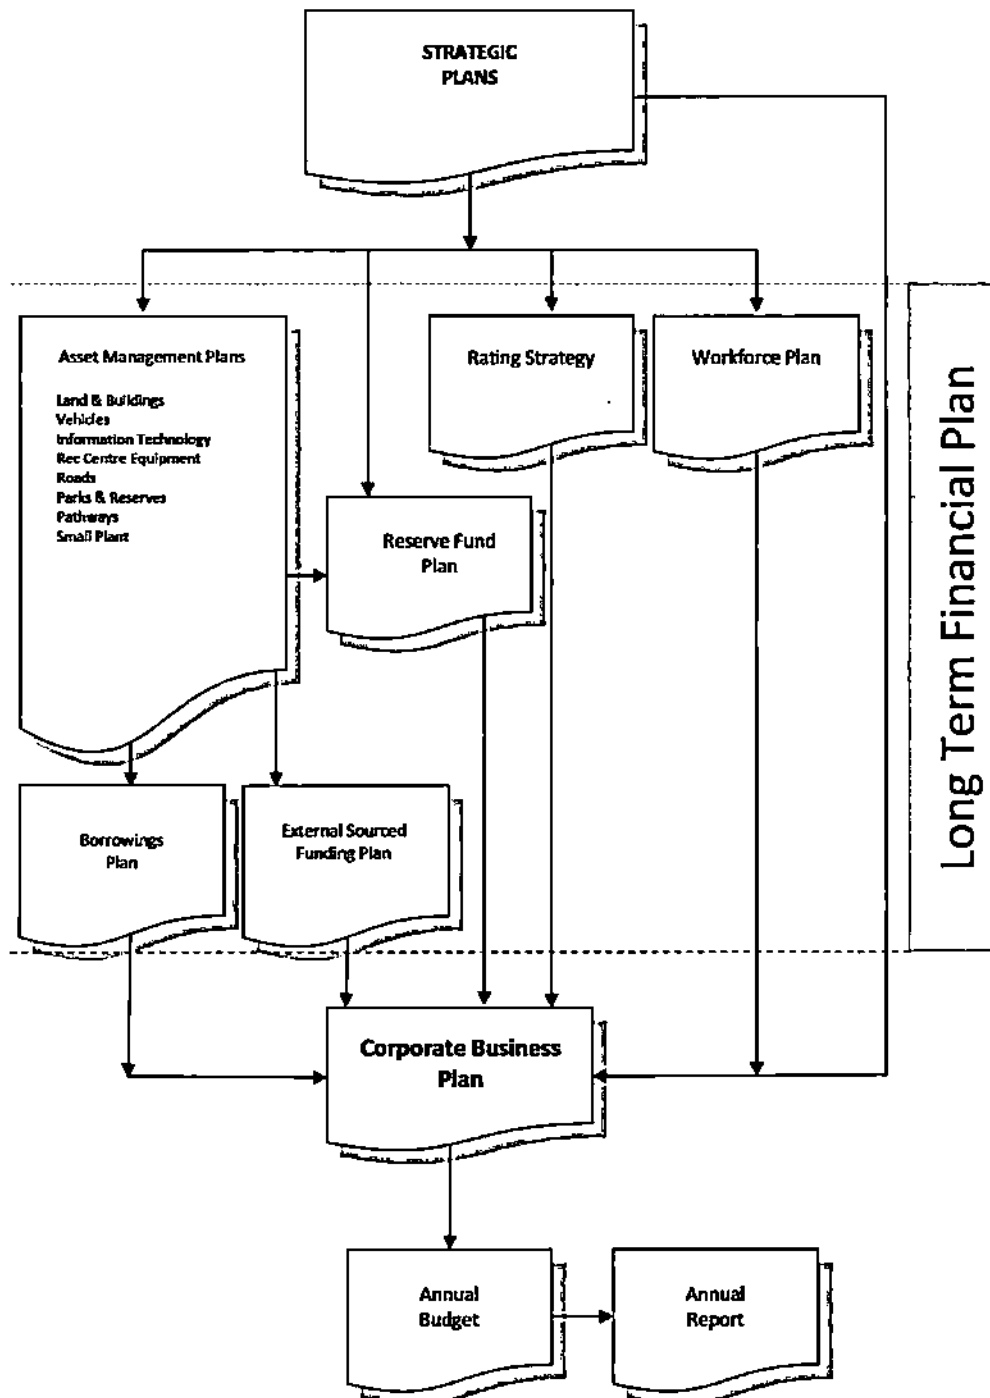 STRATEGIC
PLANS
Asset Management Plans
Land & Buildings
Vehicles
Information Technology
Rec Centre Equipment
Roads
Parks & Reserves
Pathways
Small Plant
Rating Strategy
Workforce Plan
Reserve Fund
Plan
Long Term Financial Plan
Borrowings
Plan
External Sourced
Funding Plan
Corporate Business
Plan
Annual
Budget
Annual
Report